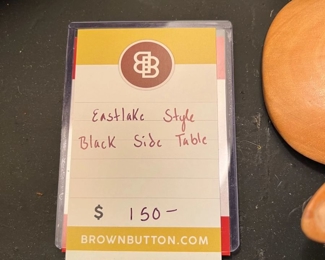 BB
Eastlake Style
Black Side Table
$ 150-
BROWNBUTTON.COM